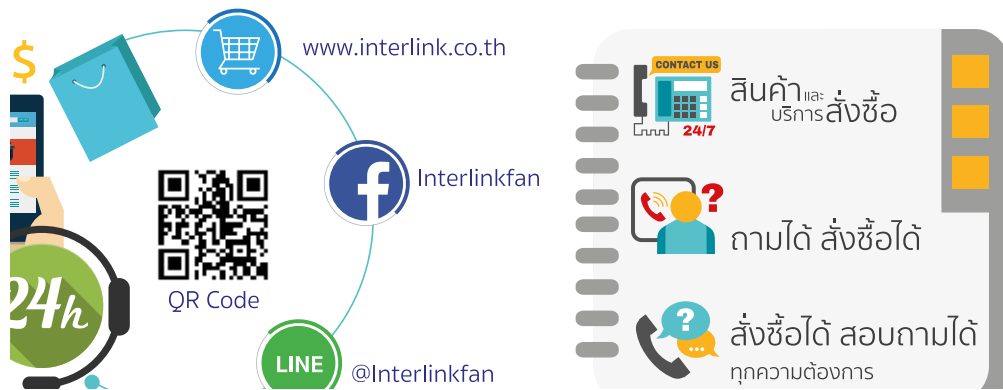 $
www.interlink.co.th
Interlinkfan
QR Code
24h
LINE
@Interlinkfan
CONTACT US
24/7
สินค้าและ
บริการสั่งซื้อ
?
ถามได้ สั่งซื้อได้
?
สั่งซื้อได้ สอบถามได้
ทุกความต้องการ